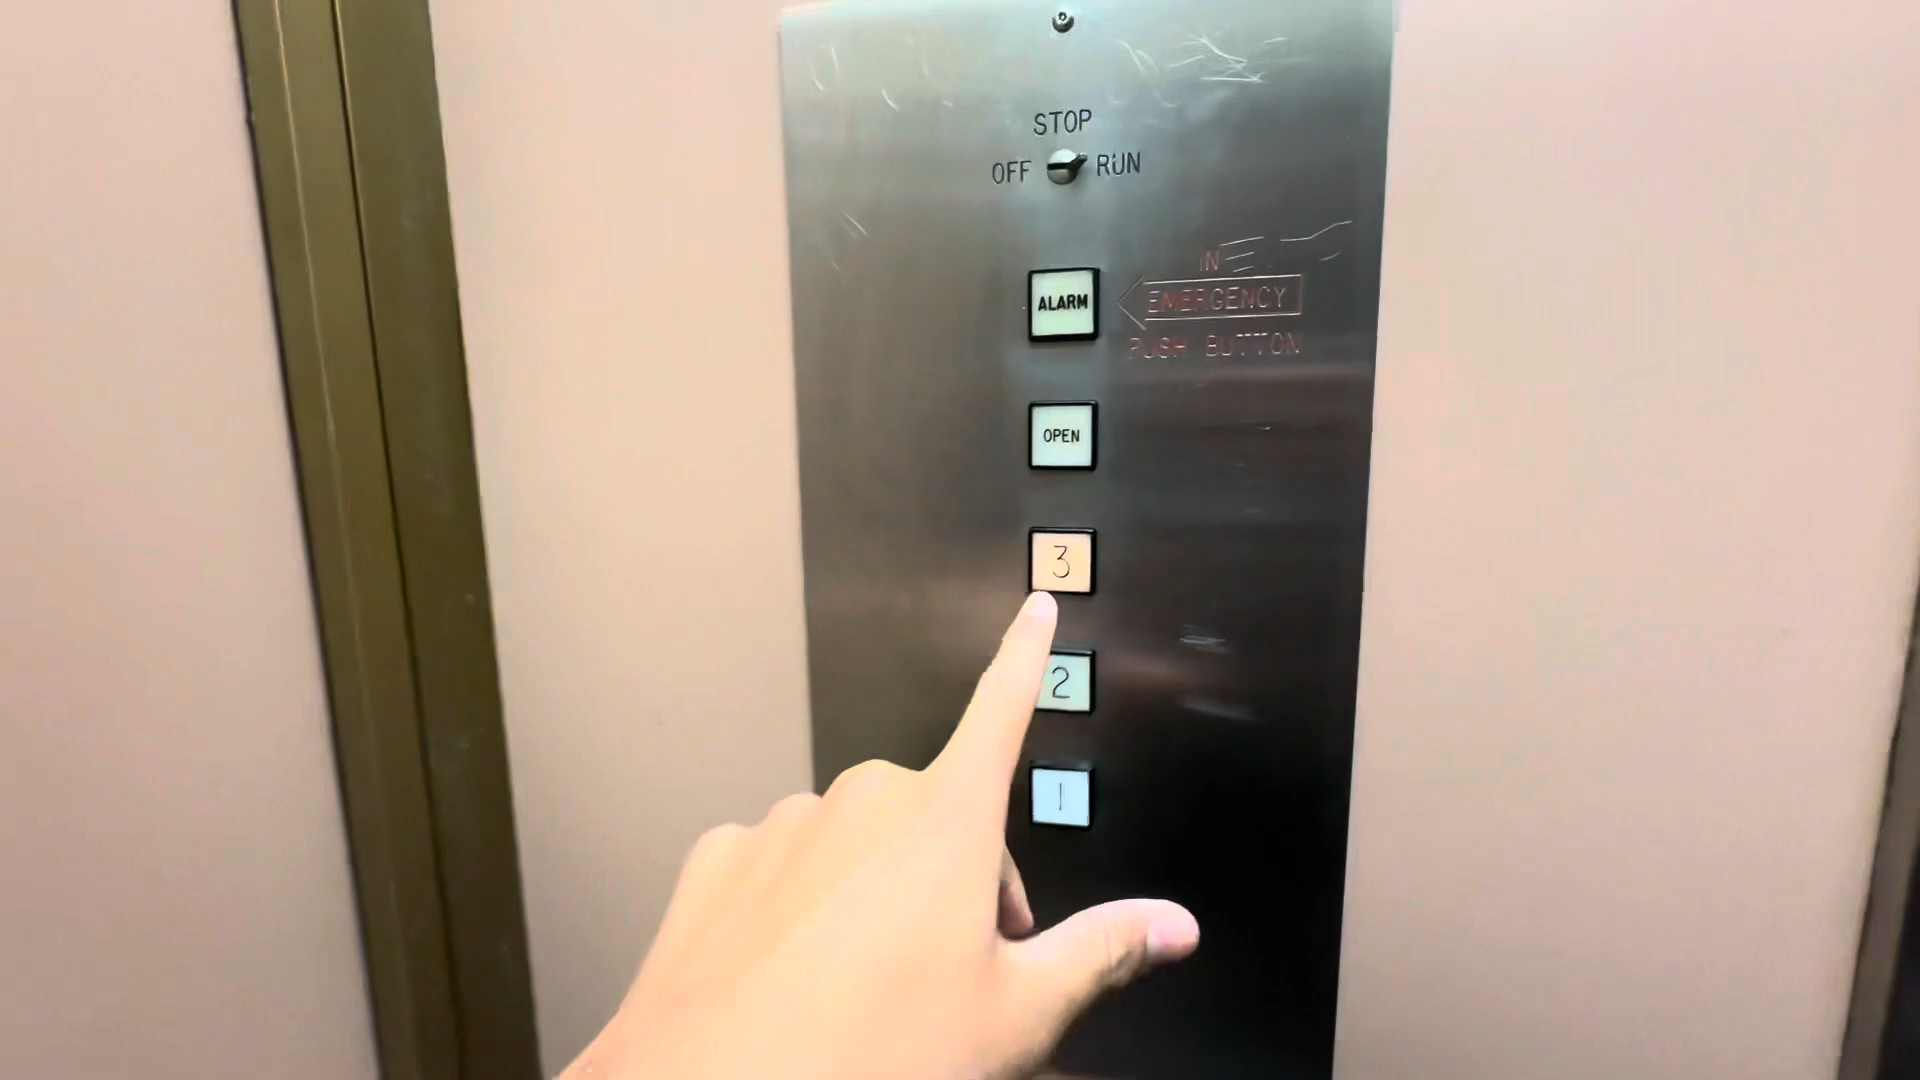 STOP
OFF RUN
IN
ALARM EMERGENCY
PUSH BUTTON
OPEN
3
2
1